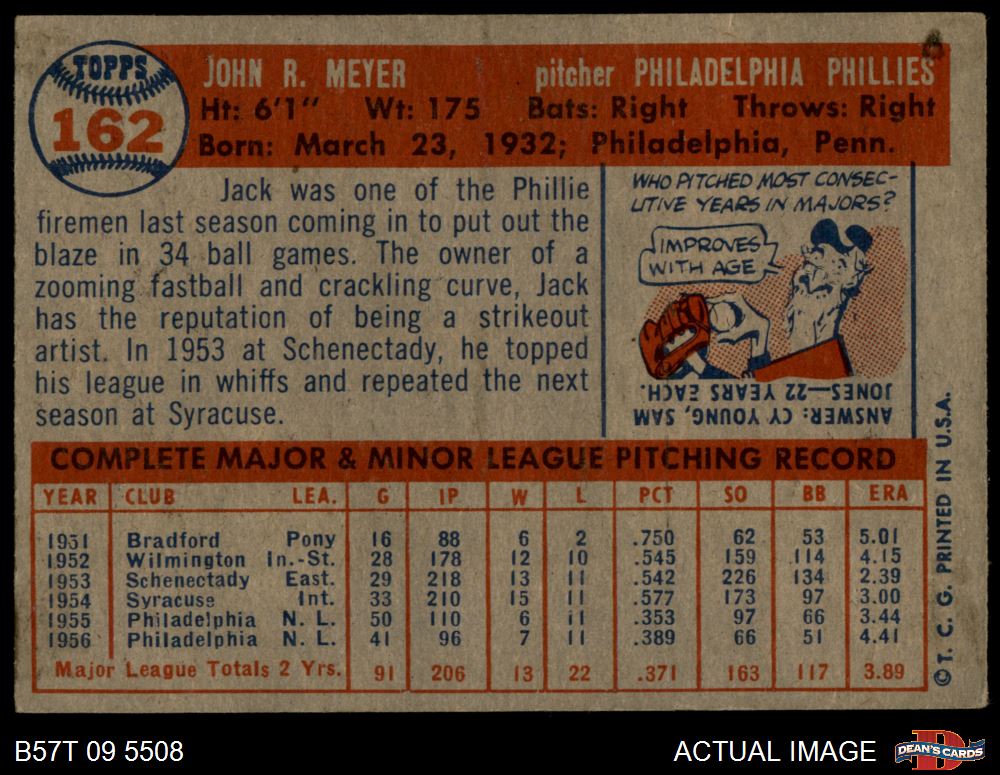 TOPPS
162
JOHN R. MEYER pitcher PHILADELPHIA PHILLIES
Ht: 6'1" Wt: 175 Bats: Right Throws: Right
Born: March 23, 1932; Philadelphia, Penn.
Jack was one of the Phillie
firemen last season coming in to put out the
blaze in 34 ball games. The owner of a
zooming fastball and crackling curve, Jack
has the reputation of being a strikeout
artist. In 1953 at Schenectady, he topped
his league in whiffs and repeated the next
season at Syracuse.
WHO PITCHED MOST CONSEC-
UTIVE YEARS IN MAJORS?
IMPROVES
WITH AGE
ANSWER: CY YOUNG, SAM
JONES—22 YEARS EACH.
COMPLETE MAJOR & MINOR LEAGUE PITCHING RECORD
YEAR CLUB LEA. G IP W L PCT SO BB ERA
1951 Bradford Pony 16 88 6 2 .750 62 53 5.01
1952 Wilmington In.-St. 28 178 12 10 .545 159 114 4.15
1953 Schenectady East. 29 218 13 11 .542 226 134 2.39
1954 Syracuse Int. 33 210 15 11 .577 173 97 3.00
1955 Philadelphia N. L. 50 110 6 11 .353 97 66 3.44
1956 Philadelphia N. L. 41 96 7 11 .389 66 51 4.41
Major League Totals 2 Yrs. 91 206 13 22 .371 163 117 3.89
© T. C. G. PRINTED IN U.S.A.
B57T 09 5508
ACTUAL IMAGE
D
DEAN'S CARDS